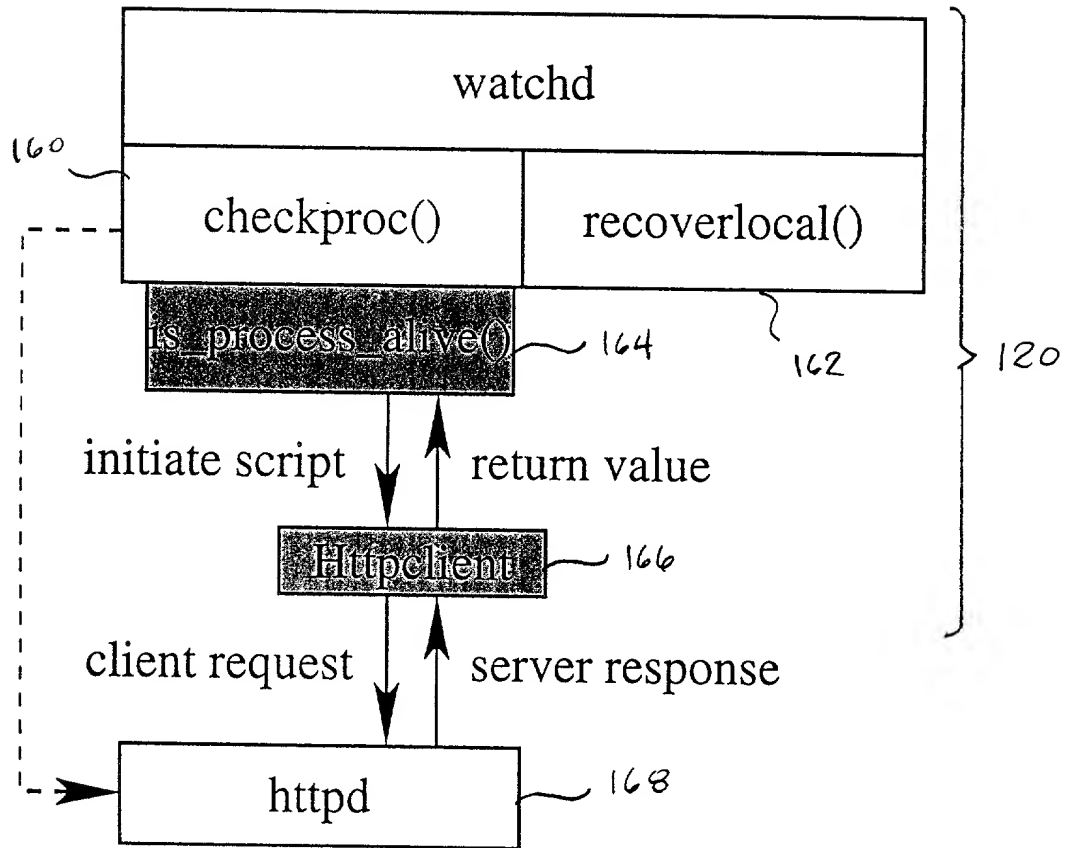 watchd
160
checkproc()
recoverlocal()
is_process_alive()
164
162
120
initiate script
return value
Httpclient
166
client request
server response
httpd
168